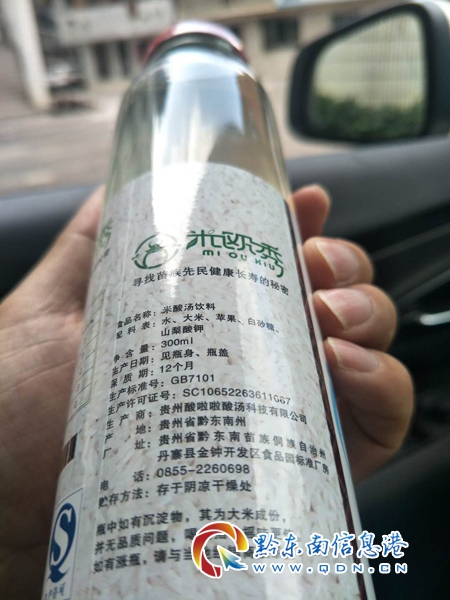 米欧秀
MI OU XIU
寻找苗族先民健康长寿的秘密
食品名称：米酸汤饮料
配料表：水、大米、苹果、白砂糖、
山梨酸钾
净含量：300ml
生产日期：见瓶身、瓶盖
保质期：12个月
生产标准号：GB7101
生产许可证号：SC10652263611067
生产商：贵州酸啦啦酸汤科技有限公司
产地：贵州省黔东南州
地址：贵州省黔东南苗族侗族自治州
丹寨县金钟开发区食品园标准厂房
电话：0855-2260698
贮存方法：存于阴凉干燥处
瓶中如有沉淀物，其为大米成份，
并无品质问题，
如有涨瓶，请与
黔东南信息港
www.QDN.cn